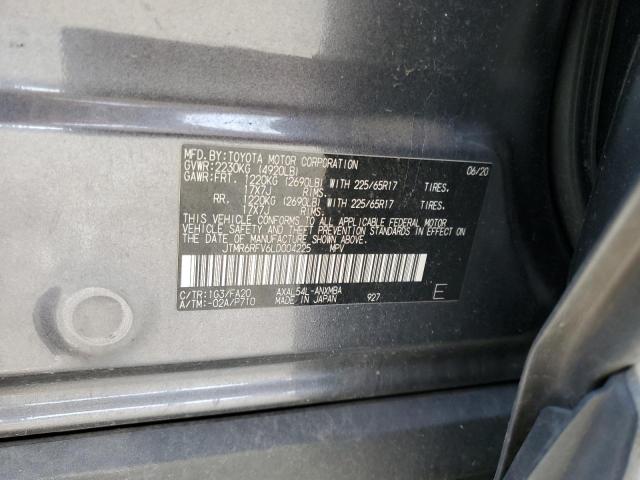 MFD.BY:TOYOTA MOTOR CORPORATION 06/20
GVWR:2230KG (4920LB)
GAWR:FRT. 1220KG (2690LB) WITH 225/65R17 TIRES.
17X7J RIMS.
RR. 1220KG (2690LB) WITH 225/65R17 TIRES.
17X7J RIMS.
THIS VEHICLE CONFORMS TO ALL APPLICABLE FEDERAL MOTOR
VEHICLE SAFETY AND THEFT PREVENTION STANDARDS IN EFFECT
ON THE DATE OF MANUFACTURE SHOWN ABOVE.
JTMR6RFV6LD004225 MPV
C/TR:1G3/FA20 AXAL54L-ANXMBA
A/TM:-02A/P710 MADE IN JAPAN 927 E